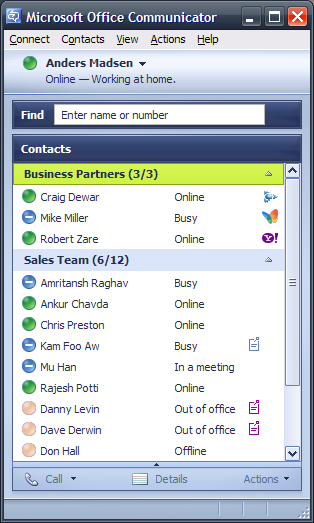 Microsoft Office Communicator
Connect Contacts View Actions Help
Anders Madsen
Online — Working at home.
Find Enter name or number
Contacts
Business Partners (3/3)
Craig Dewar Online
Mike Miller Busy
Robert Zare Online Y!
Sales Team (6/12)
Amritansh Raghav Busy
Ankur Chavda Online
Chris Preston Online
Kam Foo Aw Busy
Mu Han In a meeting
Rajesh Potti Online
Danny Levin Out of office
Dave Derwin Out of office
Don Hall Offline
Call Details Actions